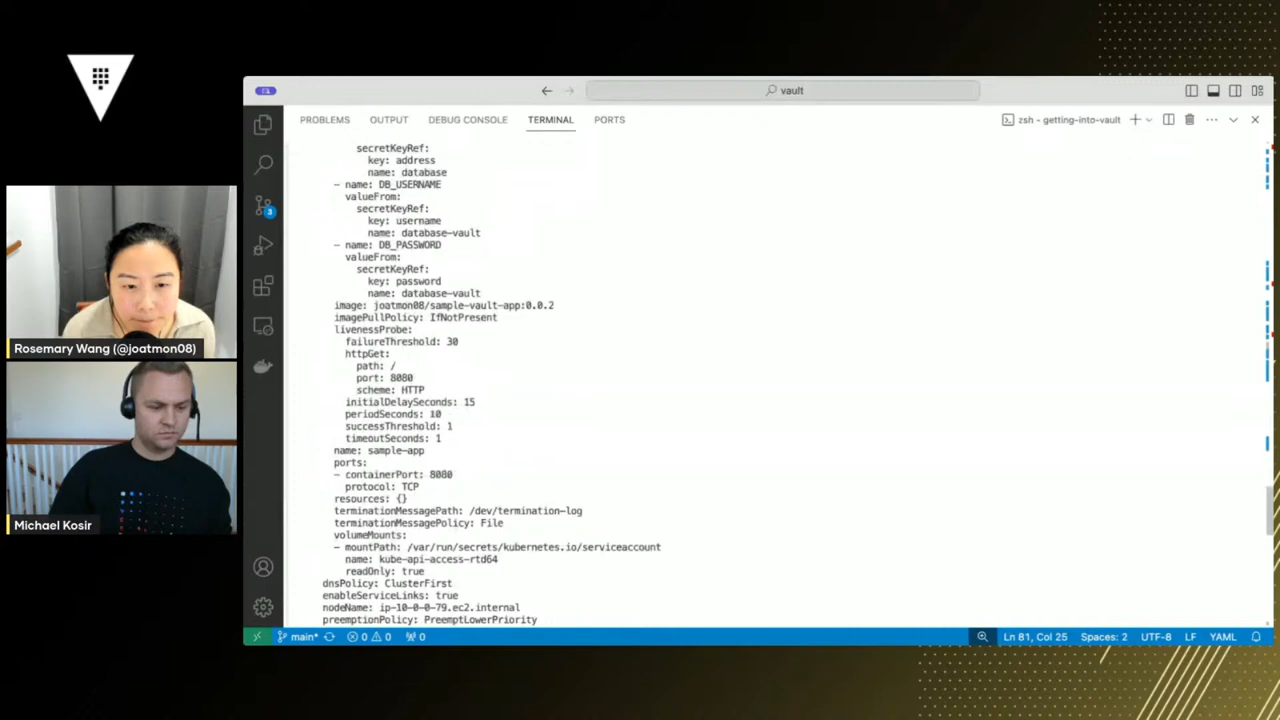 vault
PROBLEMS OUTPUT DEBUG CONSOLE TERMINAL PORTS zsh - getting-into-vault
secretKeyRef:
key: address
name: database
- name: DB_USERNAME
valueFrom:
secretKeyRef:
key: username
name: database-vault
- name: DB_PASSWORD
valueFrom:
secretKeyRef:
key: password
name: database-vault
image: joatmon08/sample-vault-app:0.0.2
imagePullPolicy: IfNotPresent
livenessProbe:
failureThreshold: 30
httpGet:
path: /
port: 8080
scheme: HTTP
initialDelaySeconds: 15
periodSeconds: 10
successThreshold: 1
timeoutSeconds: 1
name: sample-app
ports:
- containerPort: 8080
protocol: TCP
resources: {}
terminationMessagePath: /dev/termination-log
terminationMessagePolicy: File
volumeMounts:
- mountPath: /var/run/secrets/kubernetes.io/serviceaccount
name: kube-api-access-rtd64
readOnly: true
dnsPolicy: ClusterFirst
enableServiceLinks: true
nodeName: ip-10-0-0-79.ec2.internal
preemptionPolicy: PreemptLowerPriority
3
Rosemary Wang (@joatmon08)
Michael Kosir
main* 0 0 0 Ln 81, Col 25 Spaces: 2 UTF-8 LF YAML